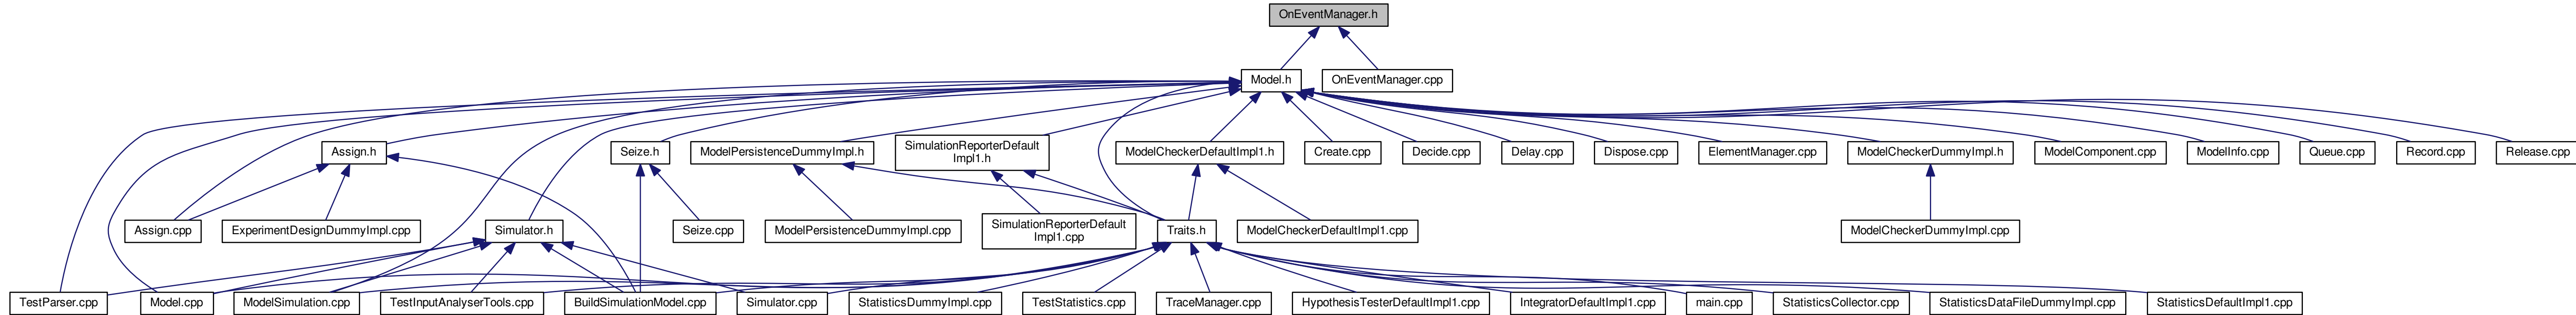 OnEventManager.h
Model.h
OnEventManager.cpp
Assign.h
Seize.h
ModelPersistenceDummyImpl.h
SimulationReporterDefault
Impl1.h
ModelCheckerDefaultImpl1.h
Create.cpp
Decide.cpp
Delay.cpp
Dispose.cpp
ElementManager.cpp
ModelCheckerDummyImpl.h
ModelComponent.cpp
ModelInfo.cpp
Queue.cpp
Record.cpp
Release.cpp
Assign.cpp
ExperimentDesignDummyImpl.cpp
Simulator.h
Seize.cpp
ModelPersistenceDummyImpl.cpp
SimulationReporterDefault
Impl1.cpp
Traits.h
ModelCheckerDefaultImpl1.cpp
ModelCheckerDummyImpl.cpp
TestParser.cpp
Model.cpp
ModelSimulation.cpp
TestInputAnalyserTools.cpp
BuildSimulationModel.cpp
Simulator.cpp
StatisticsDummyImpl.cpp
TestStatistics.cpp
TraceManager.cpp
HypothesisTesterDefaultImpl1.cpp
IntegratorDefaultImpl1.cpp
main.cpp
StatisticsCollector.cpp
StatisticsDataFileDummyImpl.cpp
StatisticsDefaultImpl1.cpp